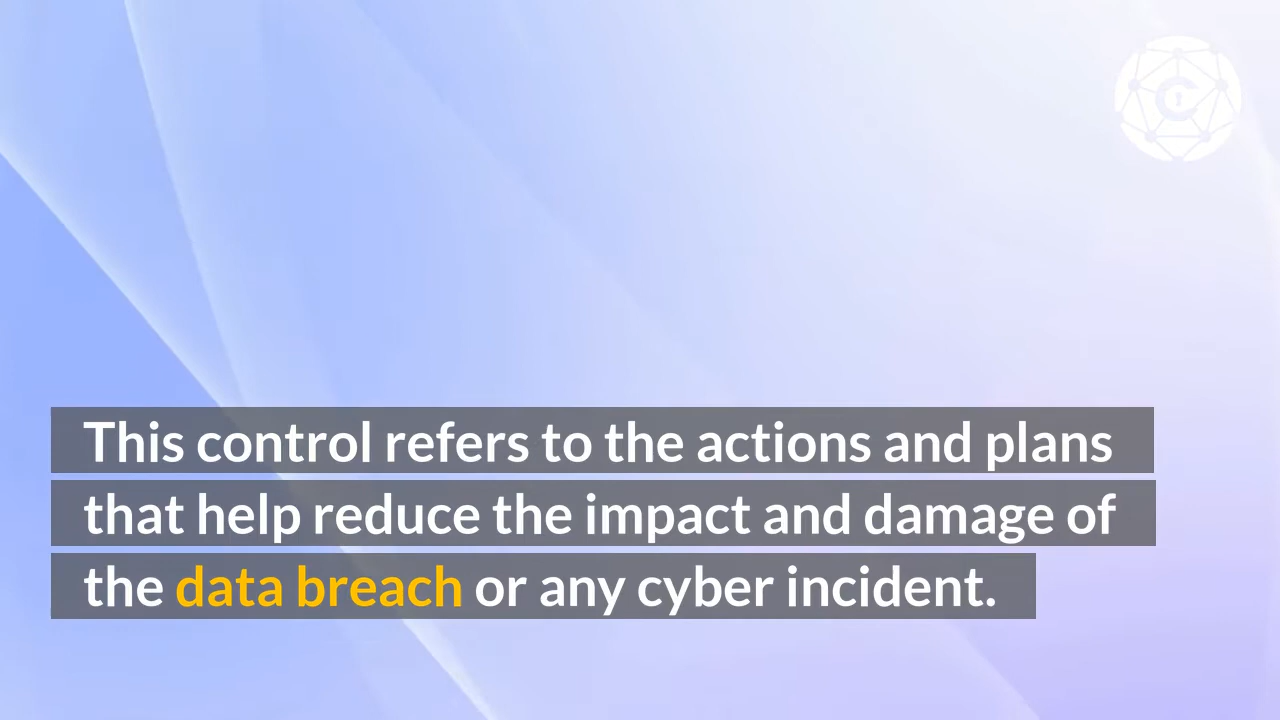 This control refers to the actions and plans
that help reduce the impact and damage of
the data breach or any cyber incident.